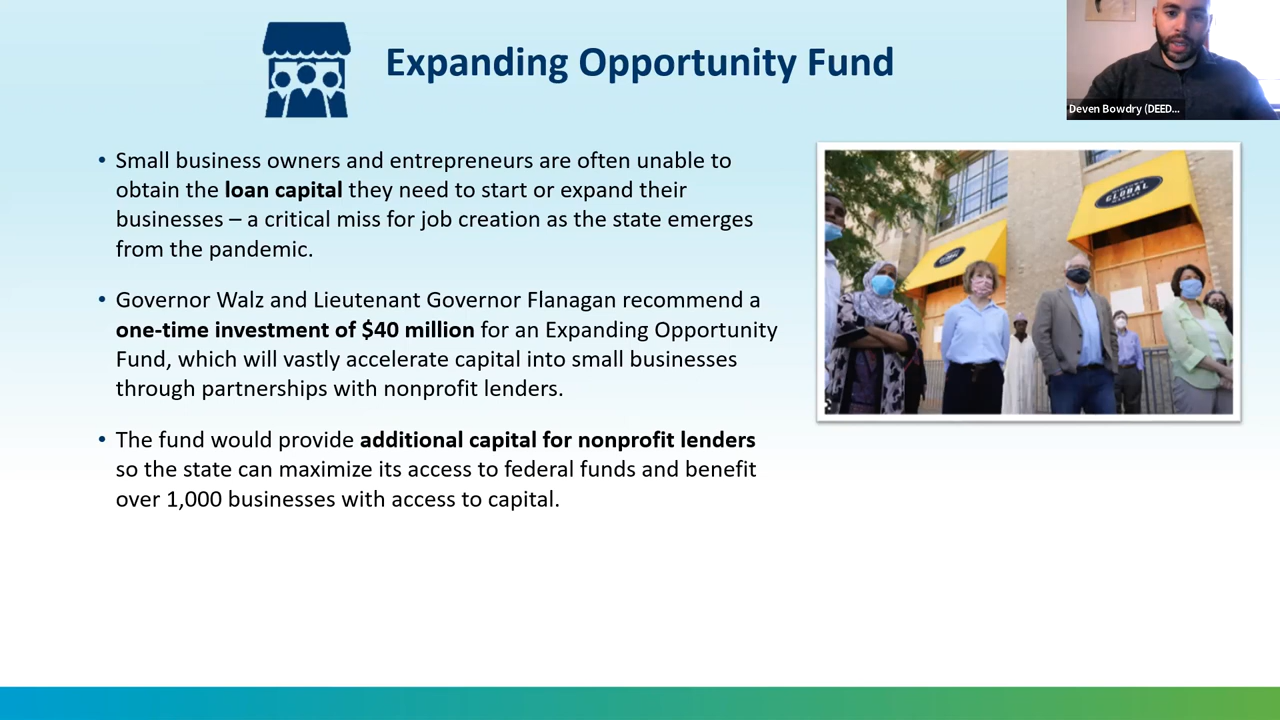 Expanding Opportunity Fund
Deven Bowdry (DEED...
• Small business owners and entrepreneurs are often unable to
obtain the loan capital they need to start or expand their
businesses – a critical miss for job creation as the state emerges
from the pandemic.
• Governor Walz and Lieutenant Governor Flanagan recommend a
one-time investment of $40 million for an Expanding Opportunity
Fund, which will vastly accelerate capital into small businesses
through partnerships with nonprofit lenders.
• The fund would provide additional capital for nonprofit lenders
so the state can maximize its access to federal funds and benefit
over 1,000 businesses with access to capital.
GLOBAL